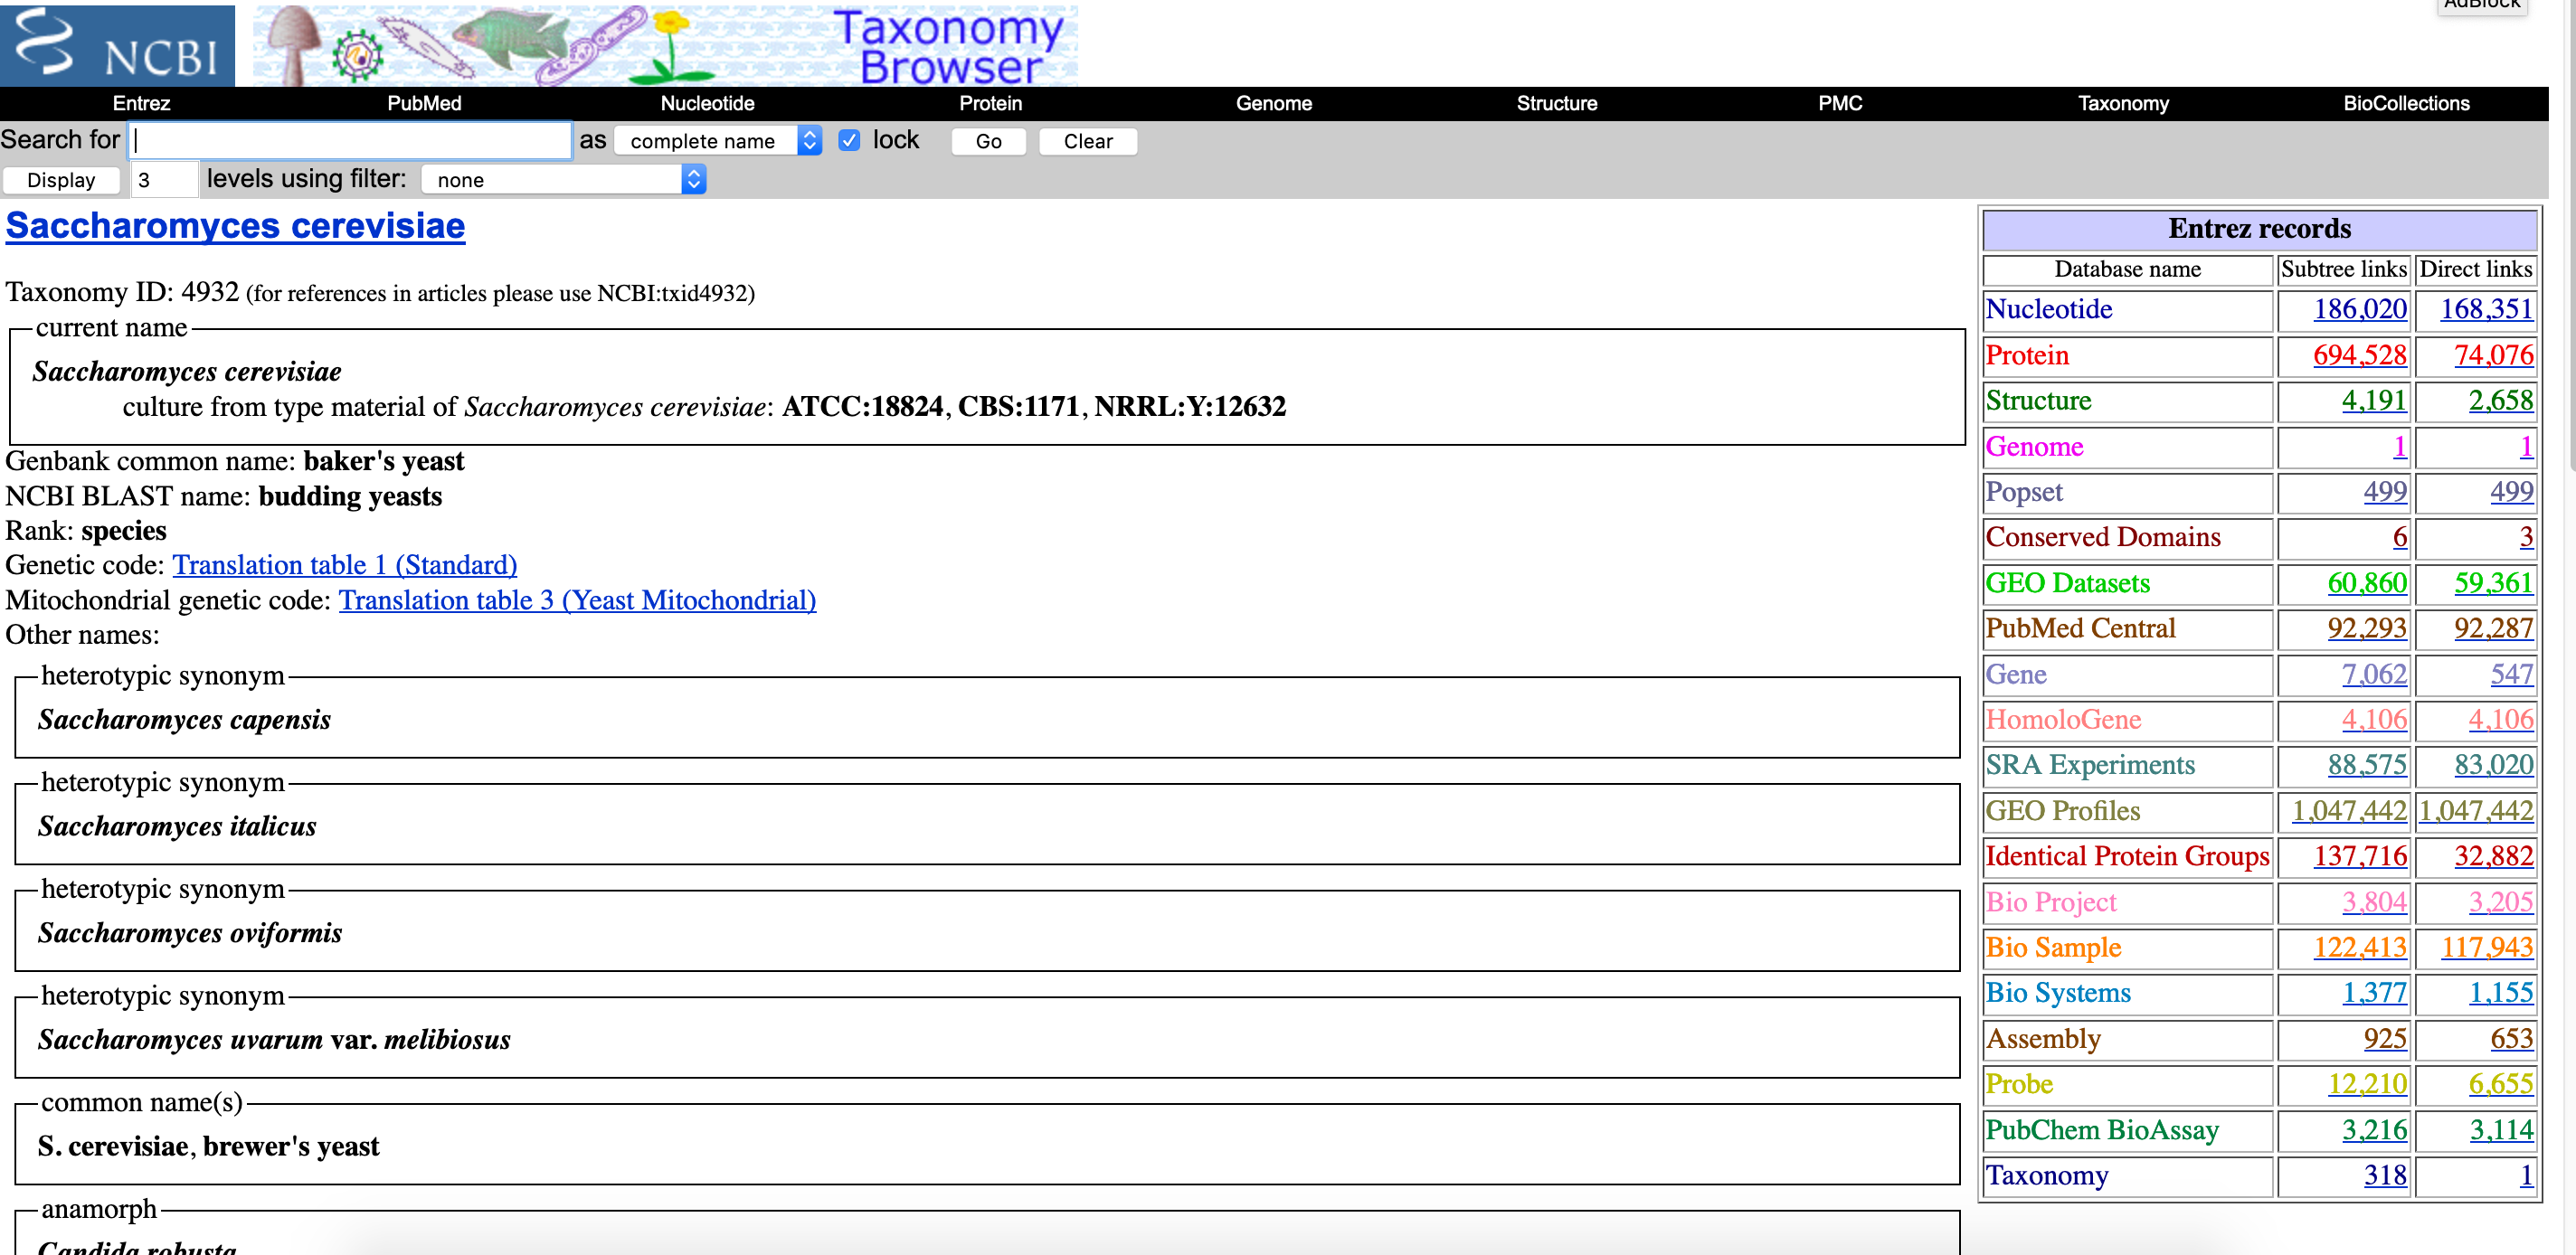 AdBlock
NCBI
Taxonomy
Browser
Entrez PubMed Nucleotide Protein Genome Structure PMC Taxonomy BioCollections
Search for as complete name lock Go Clear
Display 3 levels using filter: none
Saccharomyces cerevisiae
Taxonomy ID: 4932 (for references in articles please use NCBI:txid4932)
current name
Saccharomyces cerevisiae
culture from type material of Saccharomyces cerevisiae: ATCC:18824, CBS:1171, NRRL:Y:12632
Genbank common name: baker's yeast
NCBI BLAST name: budding yeasts
Rank: species
Genetic code: Translation table 1 (Standard)
Mitochondrial genetic code: Translation table 3 (Yeast Mitochondrial)
Other names:
heterotypic synonym
Saccharomyces capensis
heterotypic synonym
Saccharomyces italicus
heterotypic synonym
Saccharomyces oviformis
heterotypic synonym
Saccharomyces uvarum var. melibiosus
common name(s)
S. cerevisiae, brewer's yeast
anamorph
Candida robusta
Entrez records
Database name Subtree links Direct links
Nucleotide 186,020 168,351
Protein 694,528 74,076
Structure 4,191 2,658
Genome 1 1
Popset 499 499
Conserved Domains 6 3
GEO Datasets 60,860 59,361
PubMed Central 92,293 92,287
Gene 7,062 547
HomoloGene 4,106 4,106
SRA Experiments 88,575 83,020
GEO Profiles 1,047,442 1,047,442
Identical Protein Groups 137,716 32,882
Bio Project 3,804 3,205
Bio Sample 122,413 117,943
Bio Systems 1,377 1,155
Assembly 925 653
Probe 12,210 6,655
PubChem BioAssay 3,216 3,114
Taxonomy 318 1